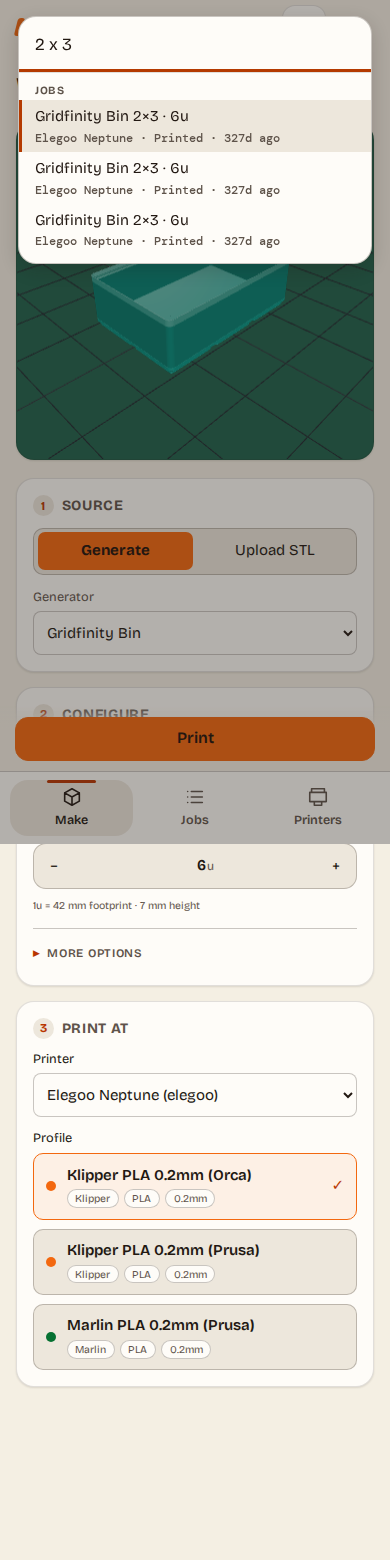 2 x 3
JOBS
Gridfinity Bin 2×3 · 6u
Elegoo Neptune · Printed · 327d ago
Gridfinity Bin 2×3 · 6u
Elegoo Neptune · Printed · 327d ago
Gridfinity Bin 2×3 · 6u
Elegoo Neptune · Printed · 327d ago
1 SOURCE
Generate Upload STL
Generator
Gridfinity Bin
2 CONFIGURE
Print
Make Jobs Printers
− 6u +
1u = 42 mm footprint · 7 mm height
▶ MORE OPTIONS
3 PRINT AT
Printer
Elegoo Neptune (elegoo)
Profile
Klipper PLA 0.2mm (Orca) ✓
Klipper PLA 0.2mm
Klipper PLA 0.2mm (Prusa)
Klipper PLA 0.2mm
Marlin PLA 0.2mm (Prusa)
Marlin PLA 0.2mm